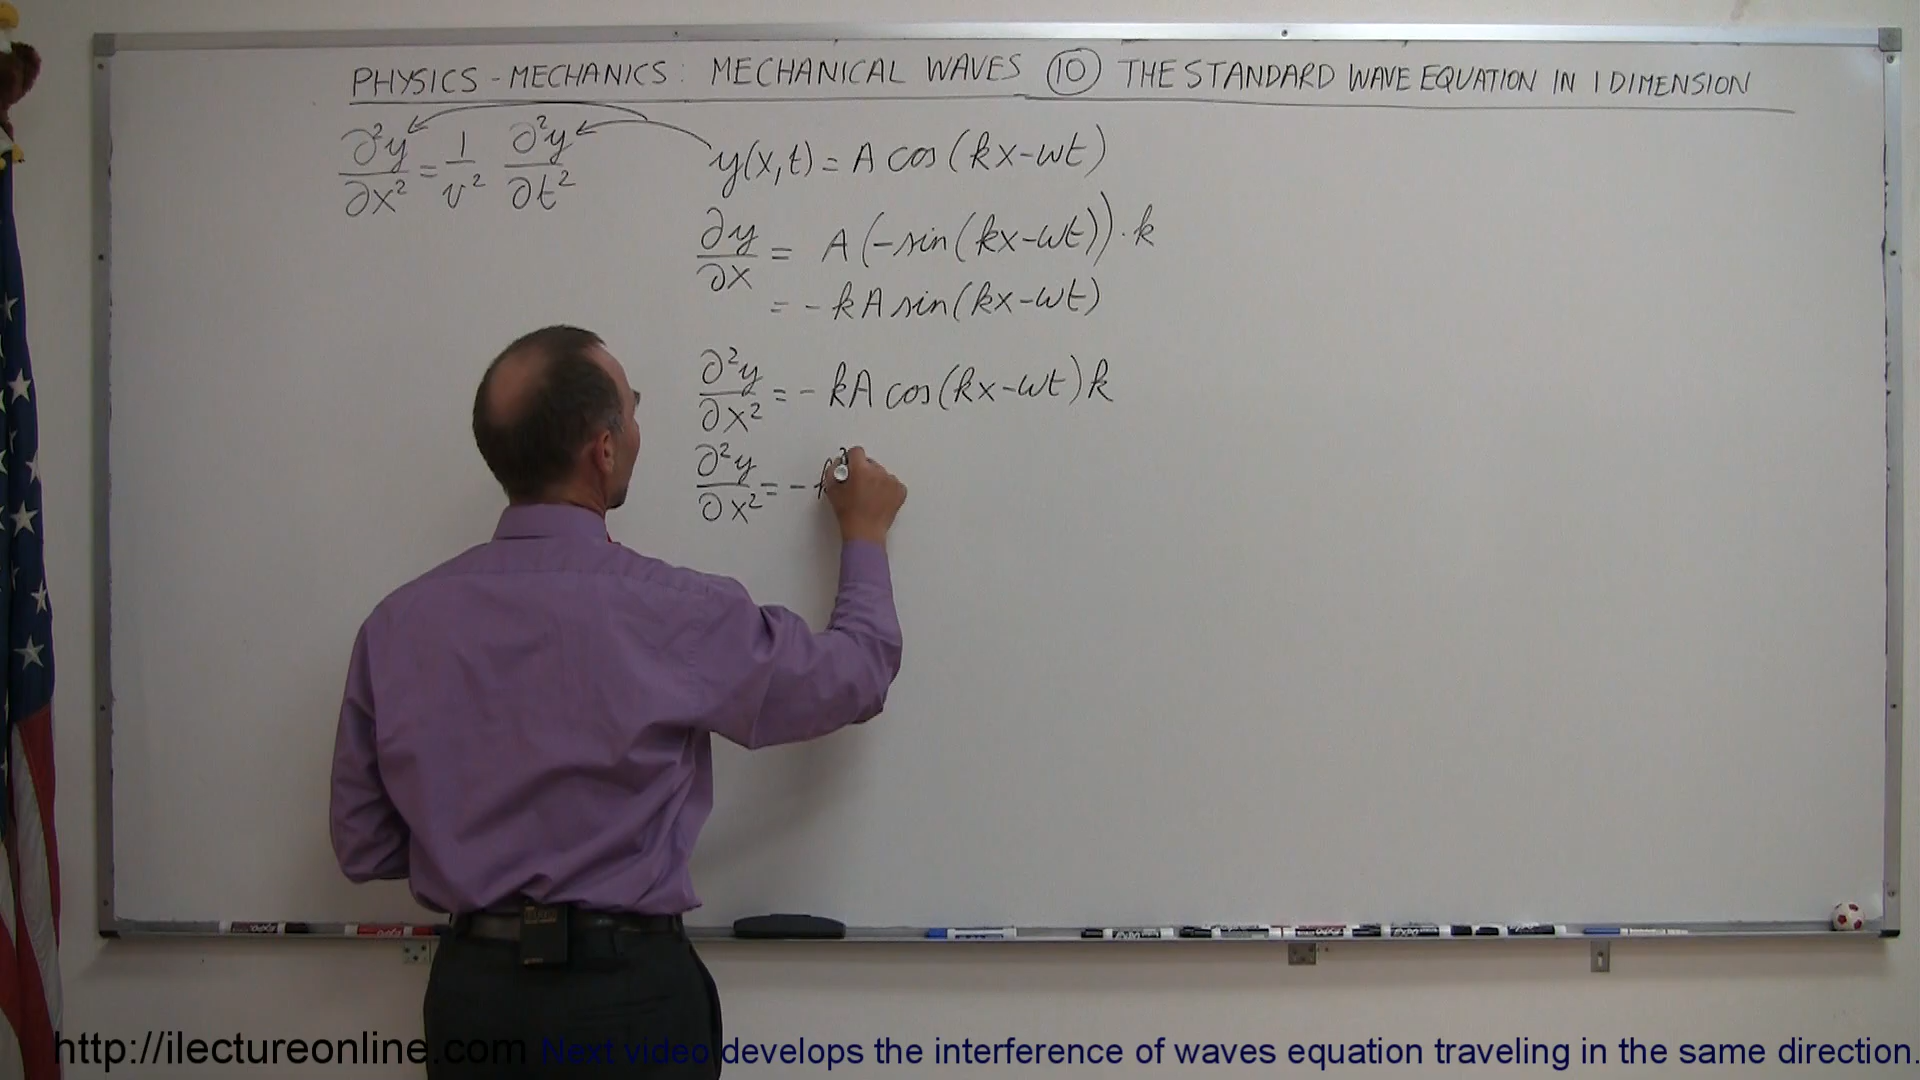 PHYSICS - MECHANICS: MECHANICAL WAVES ⑩ THE STANDARD WAVE EQUATION IN 1 DIMENSION
∂²y/∂x² = 1/v² ∂²y/∂t²
y(x,t) = A cos(kx-ωt)
∂y/∂x = A(-sin(kx-ωt))·k
= -kA sin(kx-ωt)
∂²y/∂x² = -kA cos(kx-ωt)k
∂²y/∂x² = -k²
EXPO
http://ilectureonline.com Next video develops the interference of waves equation traveling in the same direction.